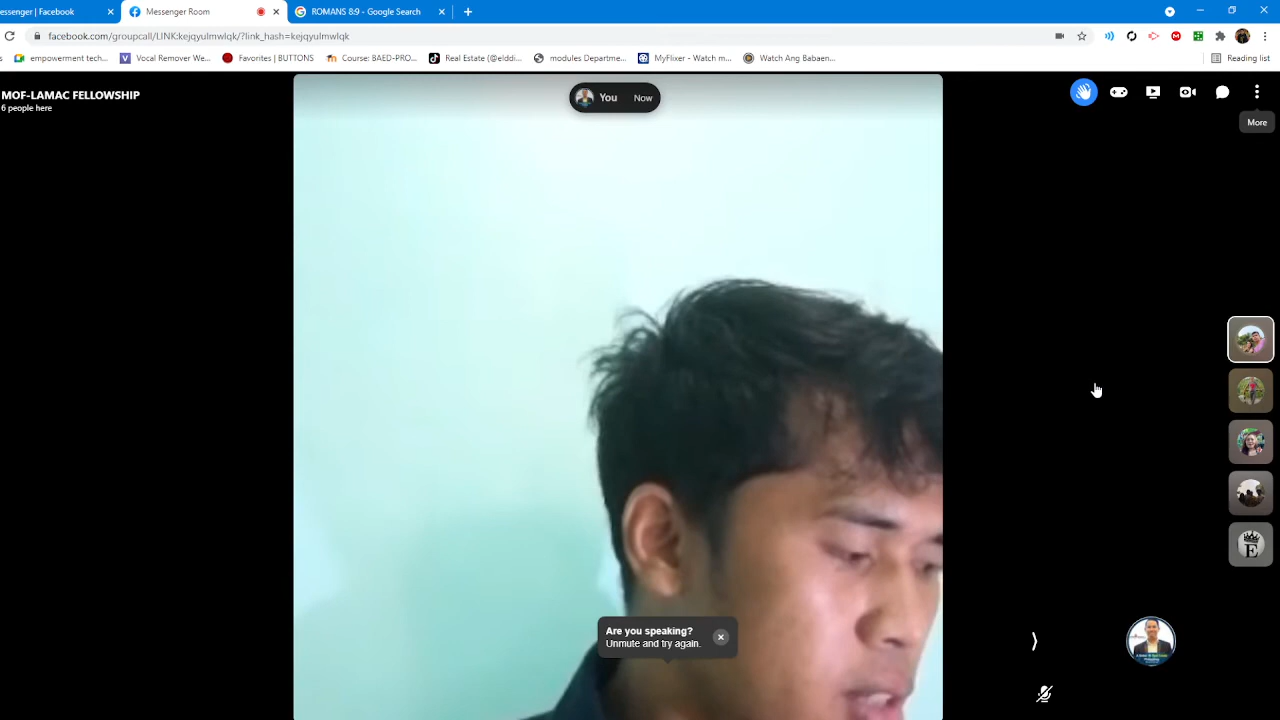 essenger | Facebook
Messenger Room
ROMANS 8:9 - Google Search
facebook.com/groupcall/LINK:kejqyulmwlqk/?link_hash=kejqyulmwlqk
empowerment tech...
Vocal Remover We...
Favorites | BUTTONS
Course: BAED-PRO...
Real Estate (@elddi...
modules Departme...
MyFlixer - Watch m...
Watch Ang Babaen...
Reading list
MOF-LAMAC FELLOWSHIP
6 people here
You Now
More
Are you speaking?
Unmute and try again.
E